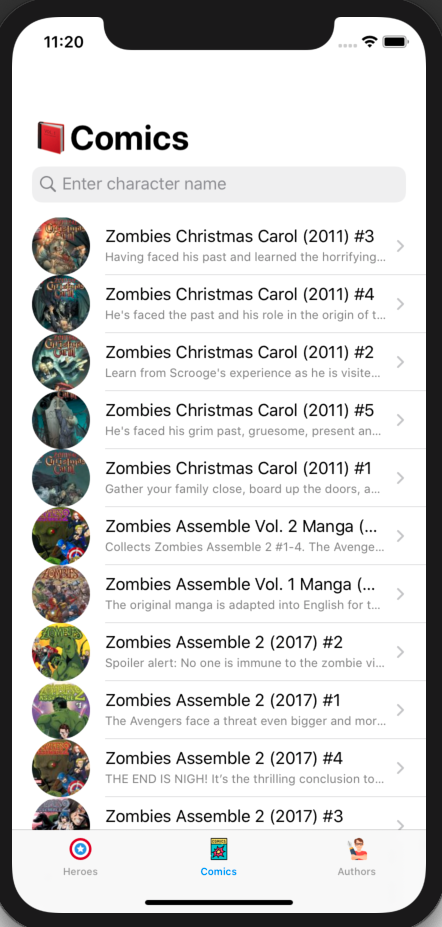 11:20
Comics
Enter character name
Zombies Christmas Carol (2011) #3
Having faced his past and learned the horrifying...
Zombies Christmas Carol (2011) #4
He's faced the past and his role in the origin of t...
Zombies Christmas Carol (2011) #2
Learn from Scrooge's experience as he is visite...
Zombies Christmas Carol (2011) #5
He's faced his grim past, gruesome, present an...
Zombies Christmas Carol (2011) #1
Gather your family close, board up the doors, a...
Zombies Assemble Vol. 2 Manga (...
Collects Zombies Assemble 2 #1-4. The Avenge...
Zombies Assemble Vol. 1 Manga (...
The original manga is adapted into English for t...
Zombies Assemble 2 (2017) #2
Spoiler alert: No one is immune to the zombie vi...
Zombies Assemble 2 (2017) #1
The Avengers face a threat even bigger and mor...
Zombies Assemble 2 (2017) #4
THE END IS NIGH! It's the thrilling conclusion to...
Zombies Assemble 2 (2017) #3
Heroes
Comics
Authors